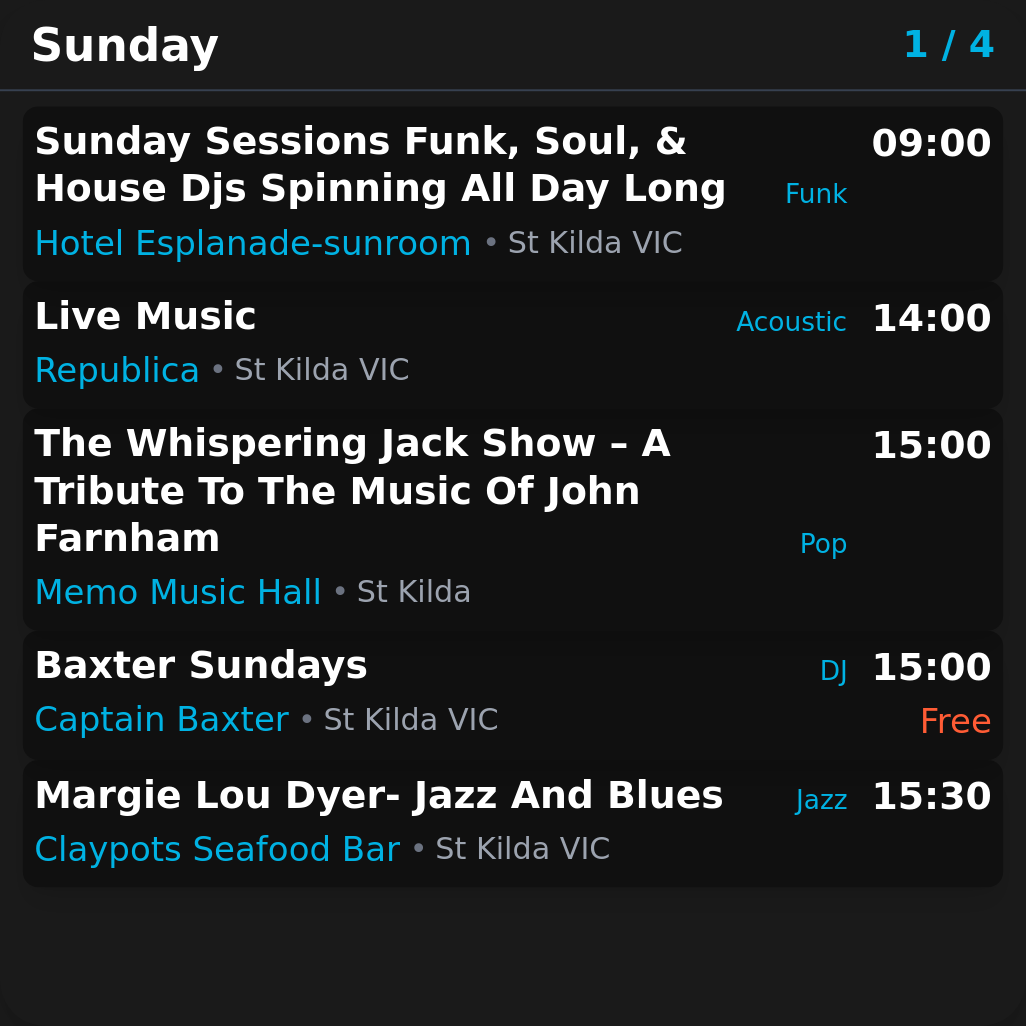 Sunday 1 / 4
Sunday Sessions Funk, Soul, & 09:00
House Djs Spinning All Day Long Funk
Hotel Esplanade-sunroom • St Kilda VIC
Live Music Acoustic 14:00
Republica • St Kilda VIC
The Whispering Jack Show – A 15:00
Tribute To The Music Of John
Farnham Pop
Memo Music Hall • St Kilda
Baxter Sundays DJ 15:00
Captain Baxter • St Kilda VIC Free
Margie Lou Dyer- Jazz And Blues Jazz 15:30
Claypots Seafood Bar • St Kilda VIC